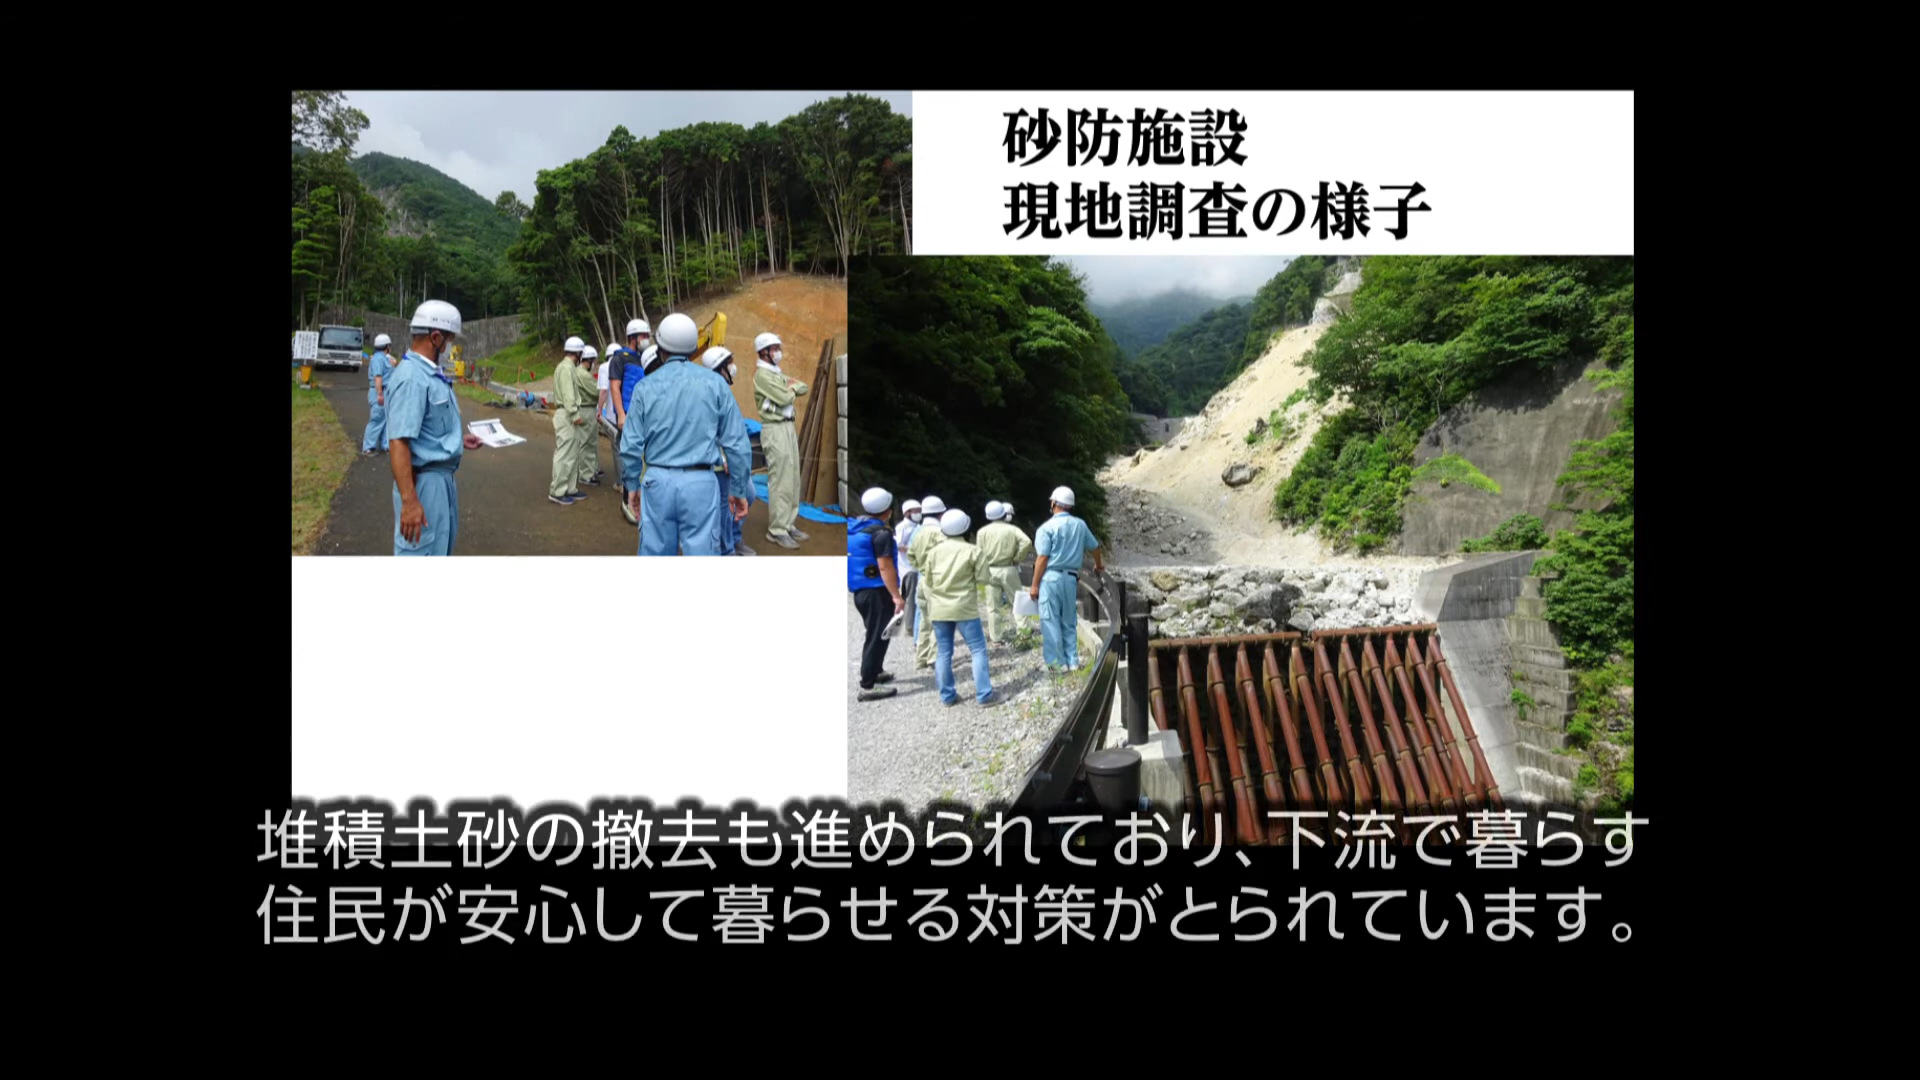 砂防施設
現地調査の様子
堆積土砂の撤去も進められており、下流で暮らす
住民が安心して暮らせる対策がとられています。